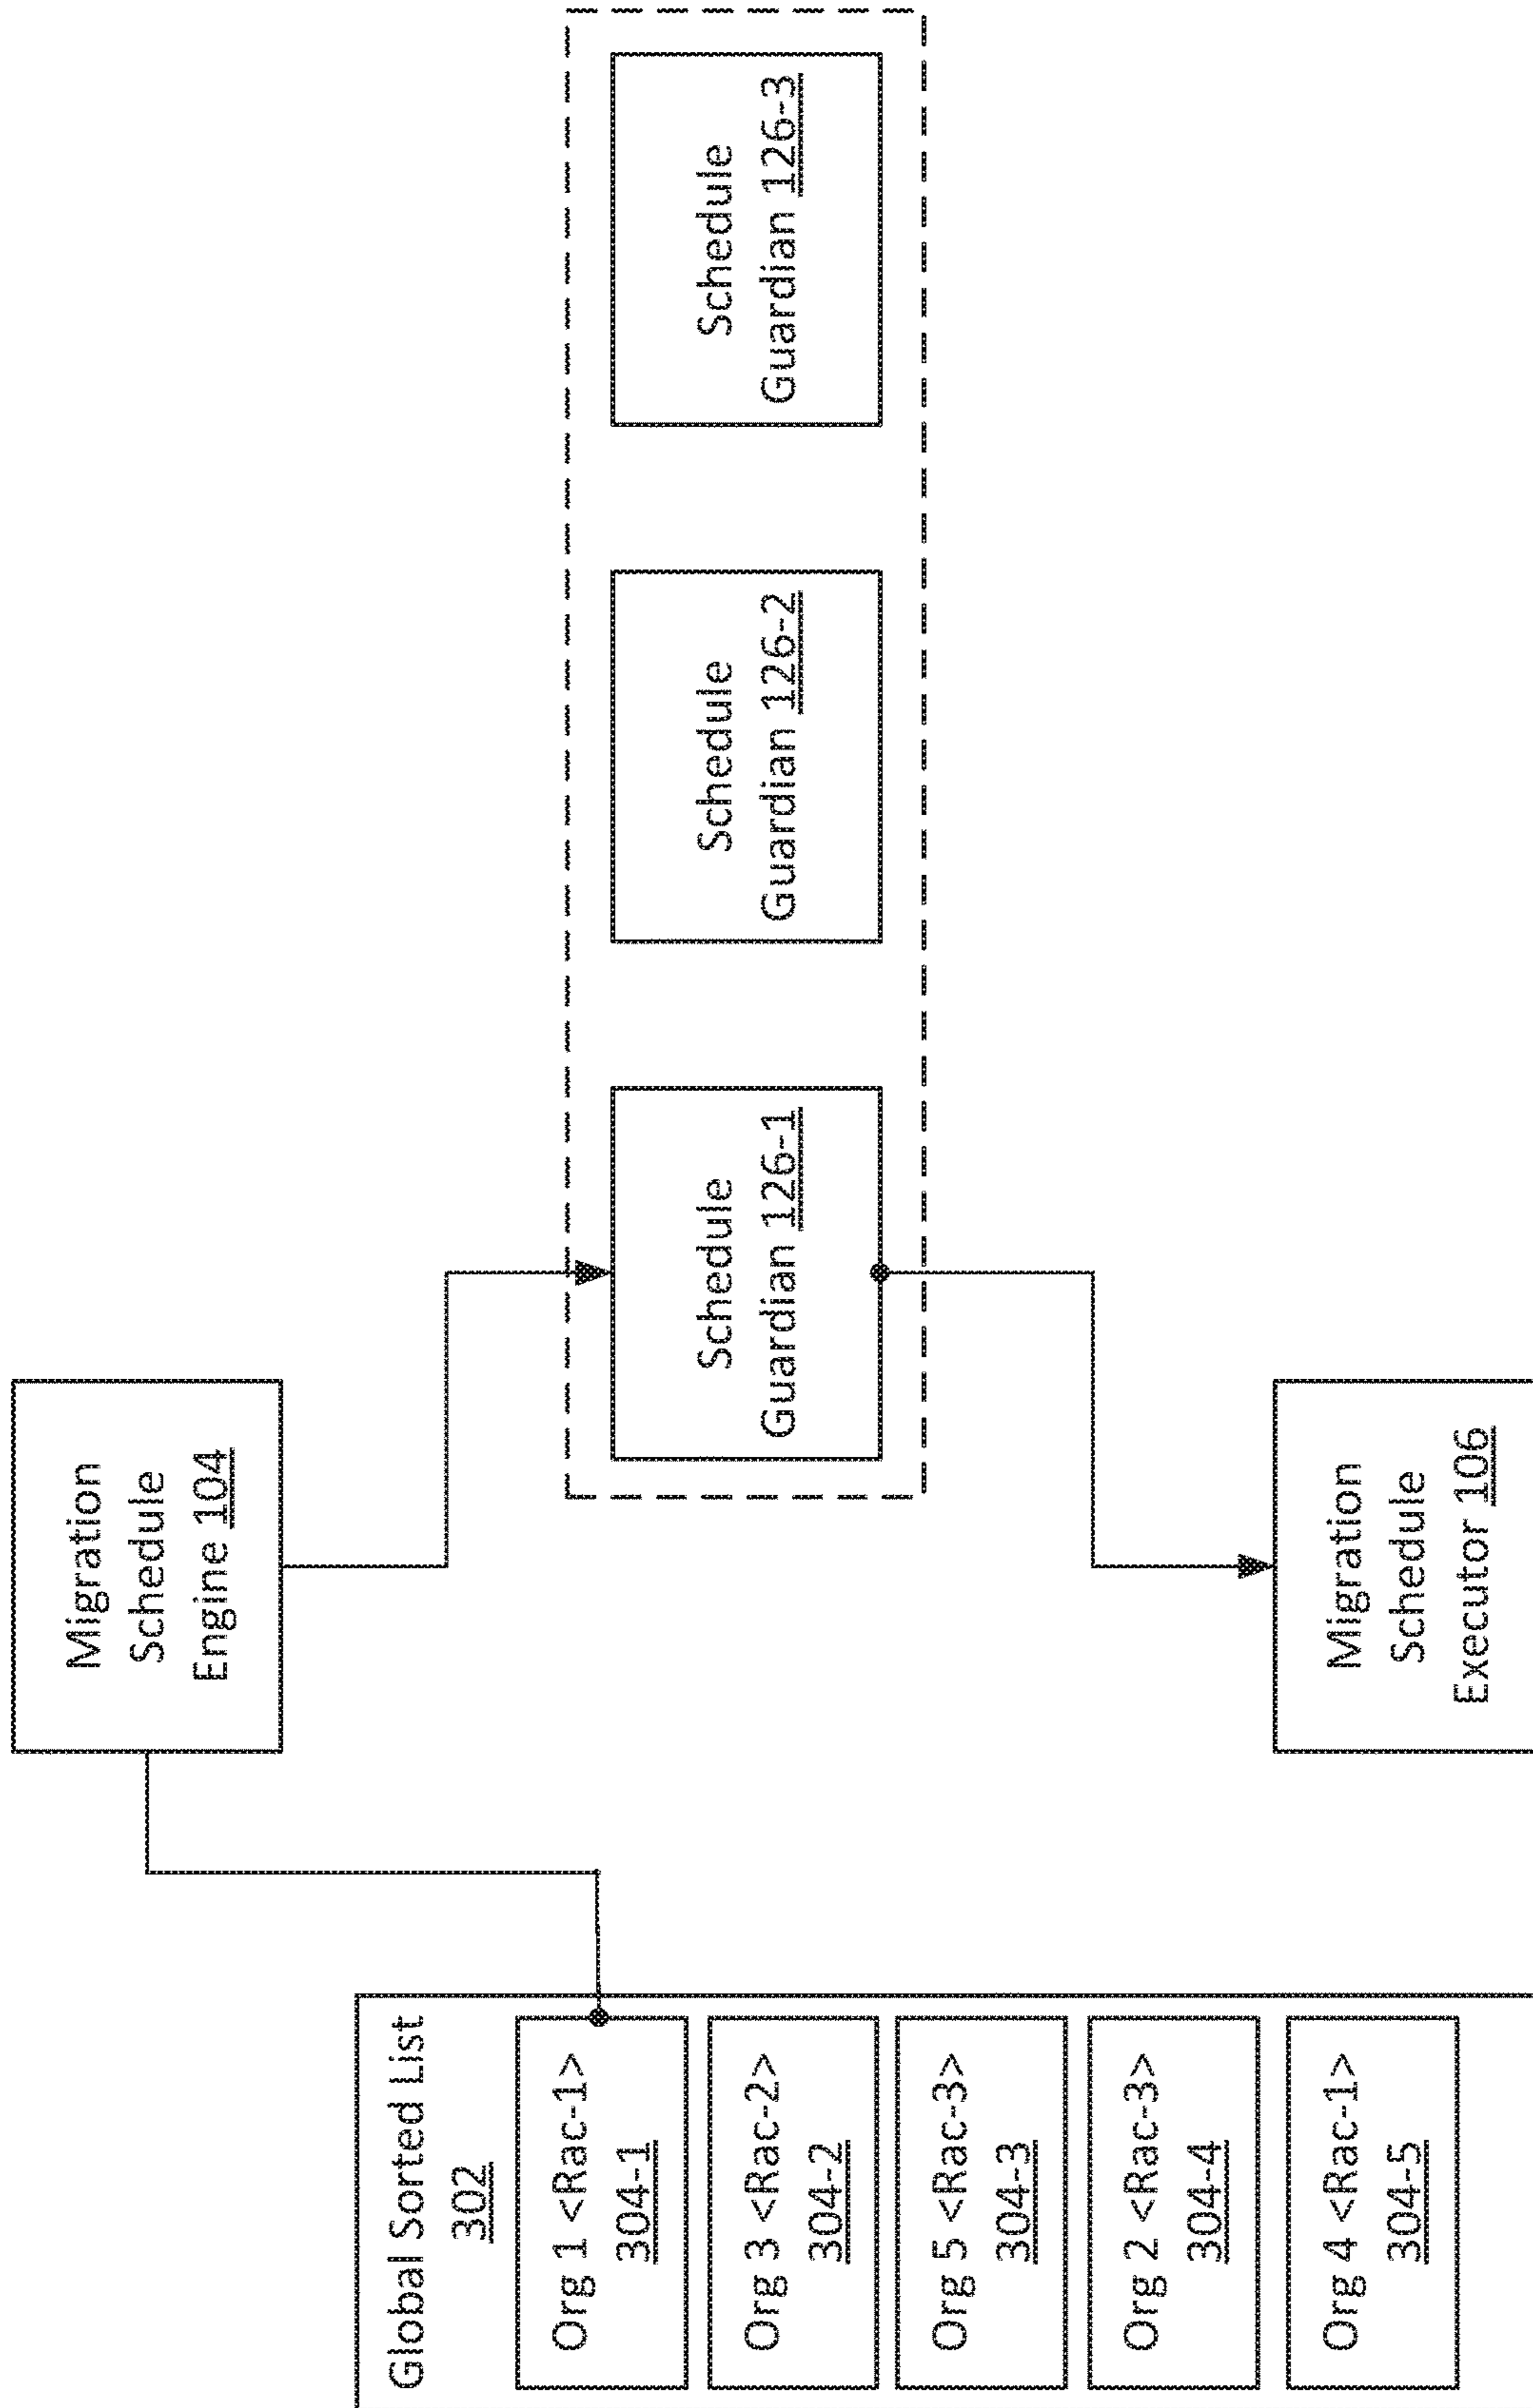 Global Sorted List
302
Org 1 <Rac-1>
304-1
Org 3 <Rac-2>
304-2
Org 5 <Rac-3>
304-3
Org 2 <Rac-3>
304-4
Org 4 <Rac-1>
304-5
Migration
Schedule
Engine 104
Schedule
Guardian 126-1
Schedule
Guardian 126-2
Schedule
Guardian 126-3
Migration
Schedule
Executor 106